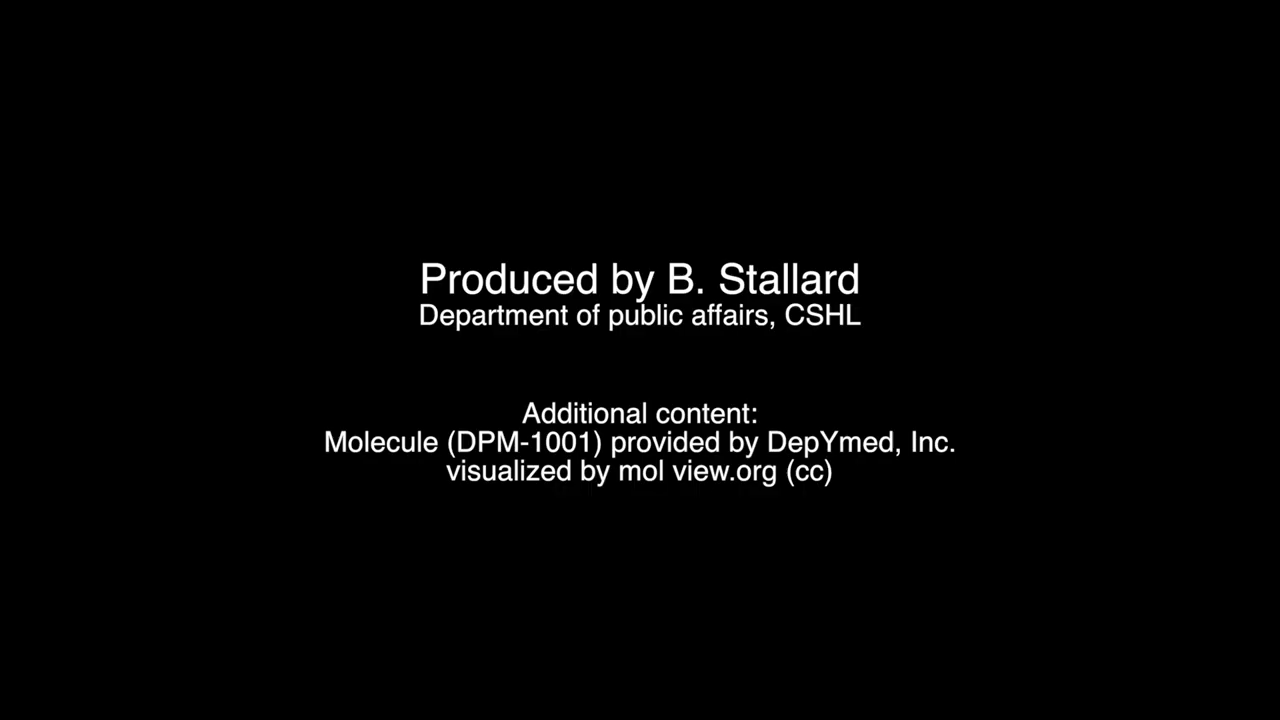 Produced by B. Stallard
Department of public affairs, CSHL
Additional content:
Molecule (DPM-1001) provided by DepYmed, Inc.
visualized by mol view.org (cc)